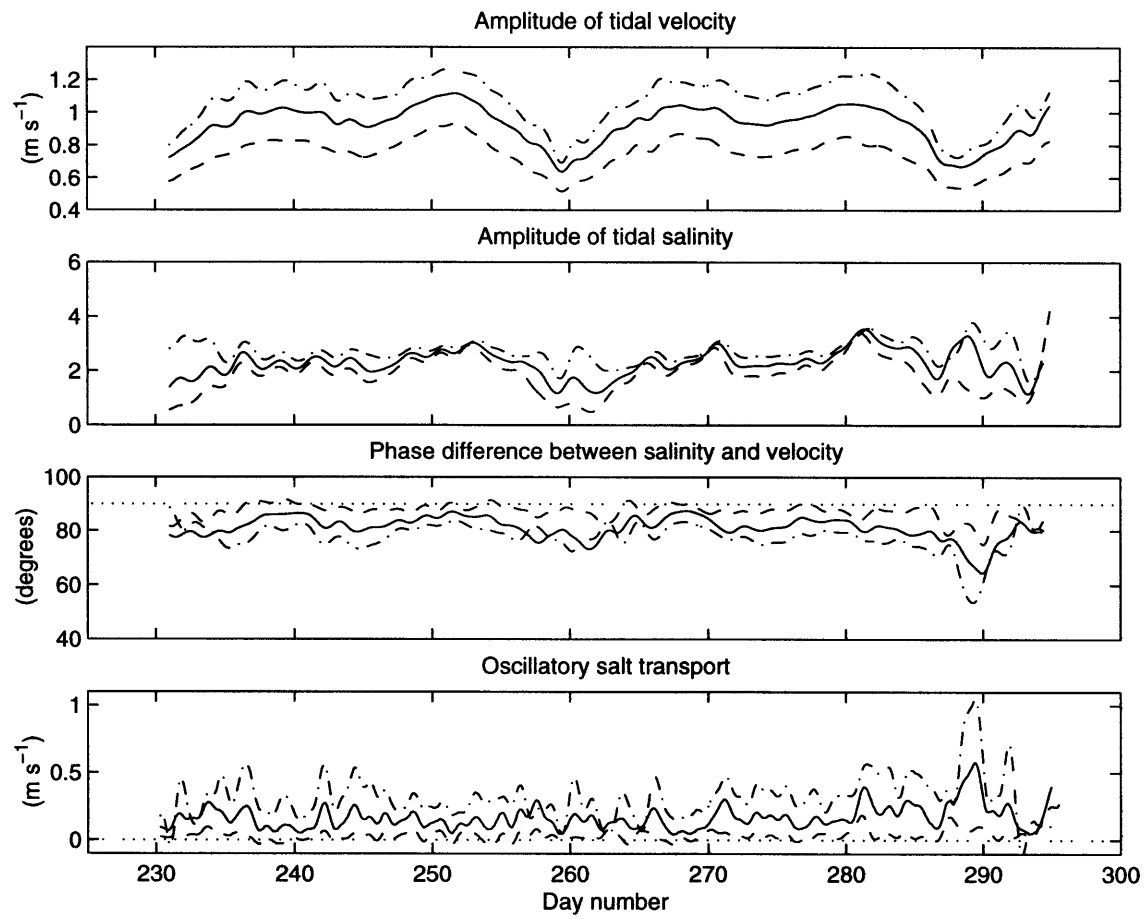 Amplitude of tidal velocity
1.2
1
0.8
0.6
0.4
(m s⁻¹)
Amplitude of tidal salinity
6
4
2
0
Phase difference between salinity and velocity
100
80
60
40
(degrees)
Oscillatory salt transport
1
0.5
0
(m s⁻¹)
230 240 250 260 270 280 290 300
Day number